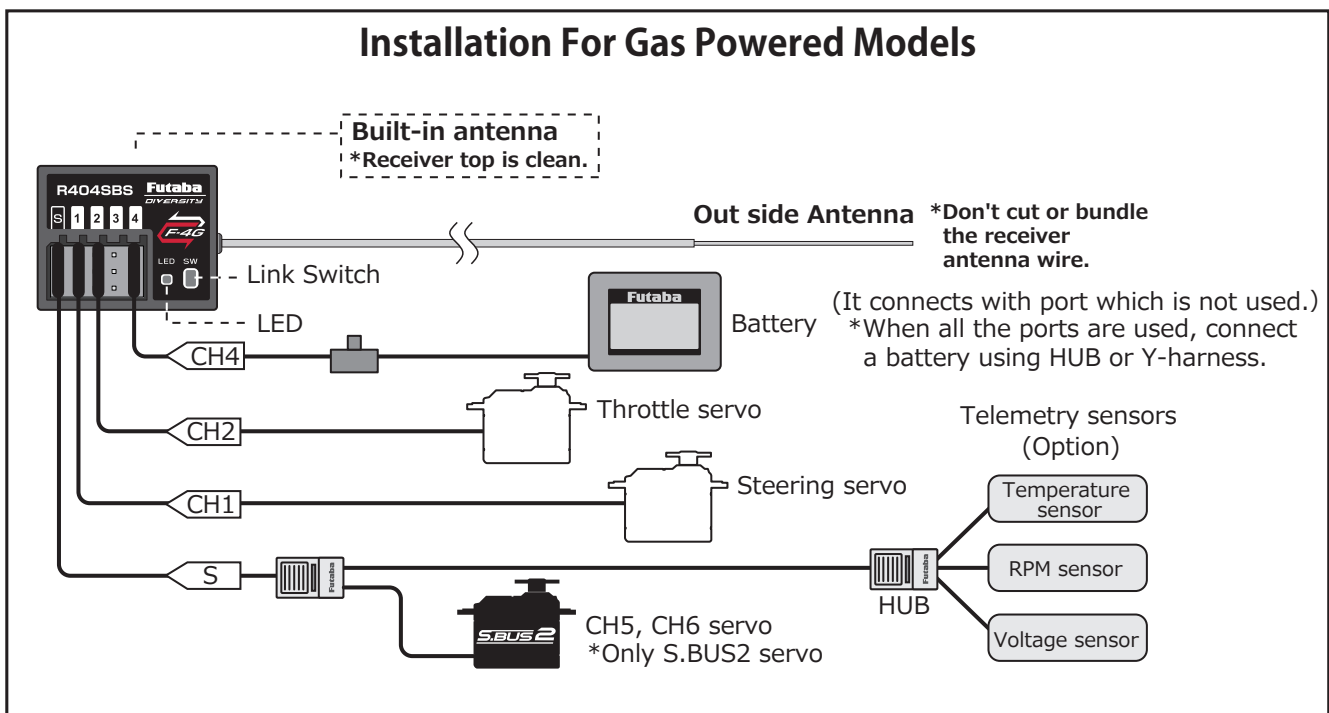 Installation For Gas Powered Models
Built-in antenna
*Receiver top is clean.
R404SBS Futaba
DIVERSITY
S 1 2 3 4
F-4G
LED SW
Out side Antenna
*Don't cut or bundle
the receiver
antenna wire.
Link Switch
LED
Futaba
Battery
(It connects with port which is not used.)
*When all the ports are used, connect
a battery using HUB or Y-harness.
CH4
CH2
Throttle servo
CH1
Steering servo
Telemetry sensors
(Option)
Temperature
sensor
RPM sensor
Voltage sensor
S
Futaba
Futaba
HUB
S.BUS2
CH5, CH6 servo
*Only S.BUS2 servo